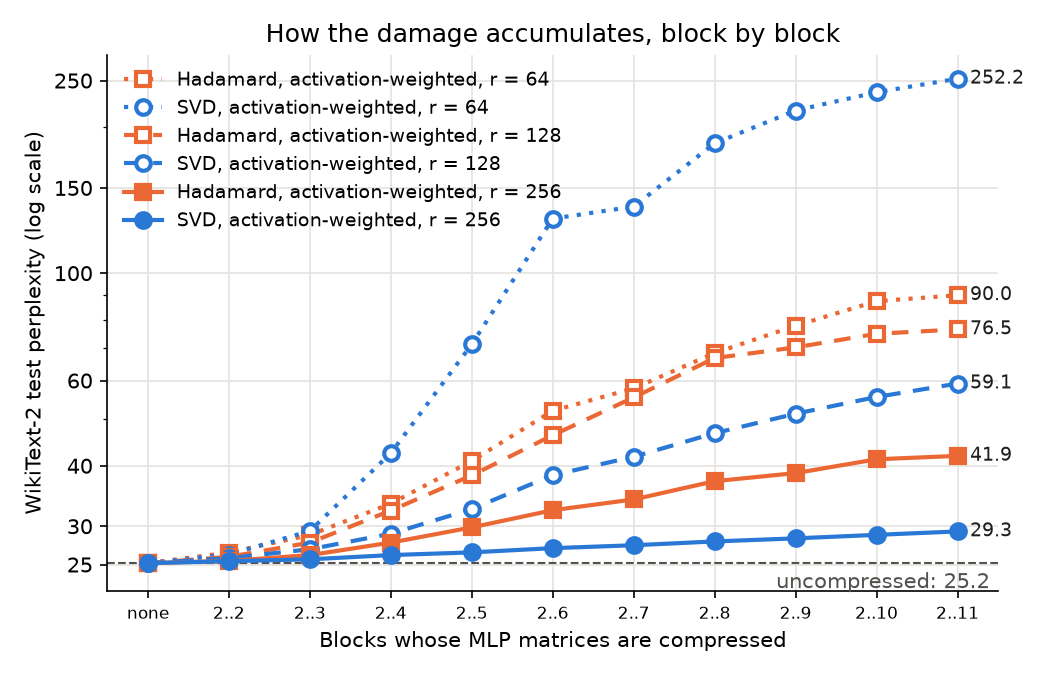 How the damage accumulates, block by block
Hadamard, activation-weighted, r = 64
SVD, activation-weighted, r = 64
Hadamard, activation-weighted, r = 128
SVD, activation-weighted, r = 128
Hadamard, activation-weighted, r = 256
SVD, activation-weighted, r = 256
WikiText-2 test perplexity (log scale)
250
150
100
60
40
30
25
252.2
90.0
76.5
59.1
41.9
29.3
uncompressed: 25.2
none
2..2
2..3
2..4
2..5
2..6
2..7
2..8
2..9
2..10
2..11
Blocks whose MLP matrices are compressed